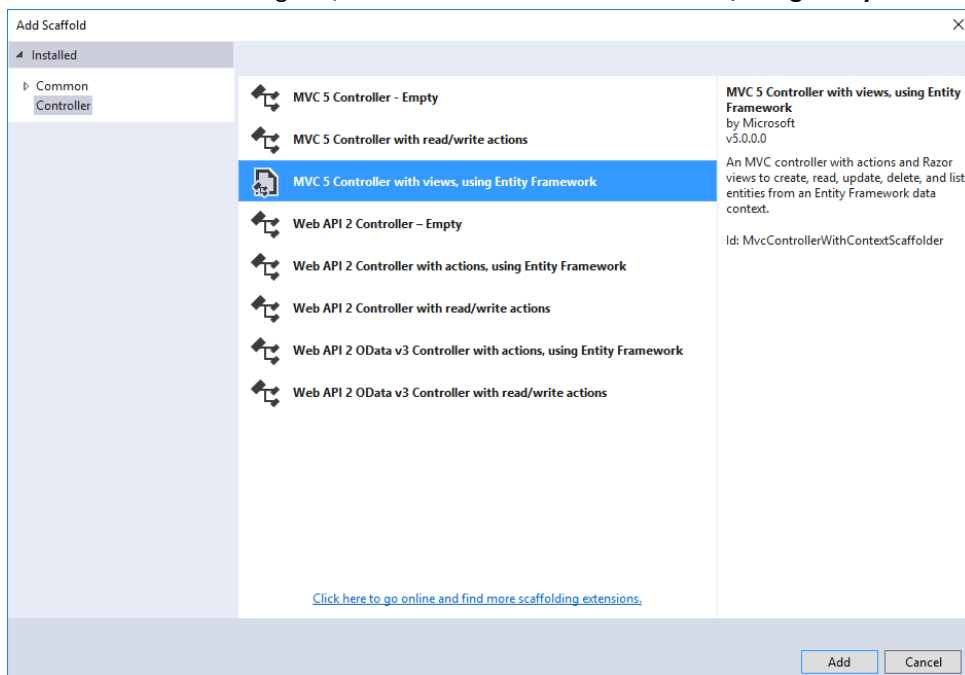 Add Scaffold
Installed
Common
Controller
MVC 5 Controller - Empty
MVC 5 Controller with read/write actions
MVC 5 Controller with views, using Entity Framework
Web API 2 Controller – Empty
Web API 2 Controller with actions, using Entity Framework
Web API 2 Controller with read/write actions
Web API 2 OData v3 Controller with actions, using Entity Framework
Web API 2 OData v3 Controller with read/write actions
Click here to go online and find more scaffolding extensions.
MVC 5 Controller with views, using Entity
Framework
by Microsoft
v5.0.0.0
An MVC controller with actions and Razor
views to create, read, update, delete, and list
entities from an Entity Framework data
context.
Id: MvcControllerWithContextScaffolder
Add
Cancel